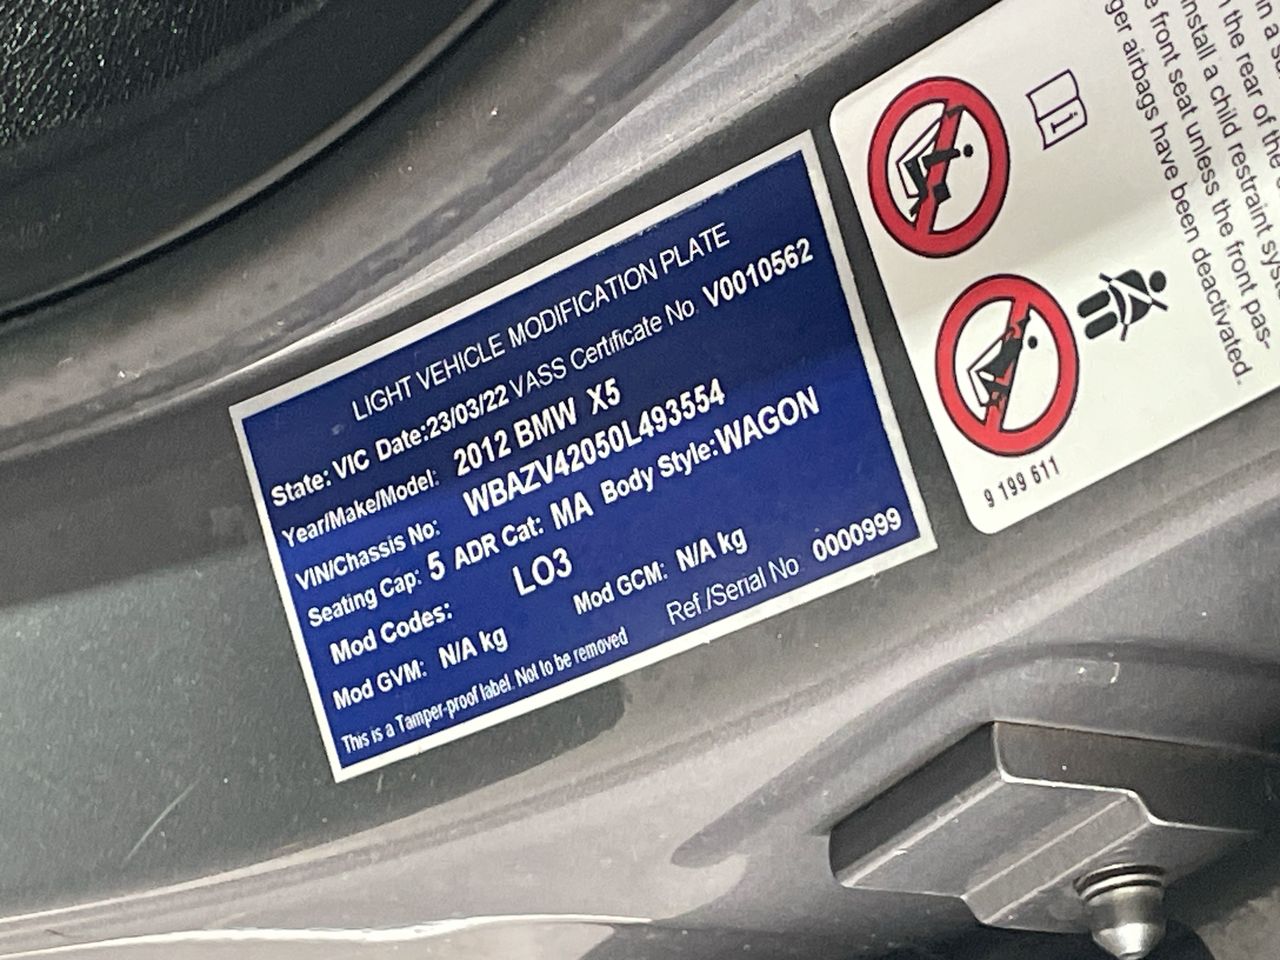 LIGHT VEHICLE MODIFICATION PLATE
State: VIC Date:23/03/22 VASS Certificate No. V0010562
Year/Make/Model: 2012 BMW X5
VIN/Chassis No: WBAZV42050L493554
Seating Cap: 5 ADR Cat: MA Body Style:WAGON
Mod Codes: LO3
Mod GVM: N/A kg Mod GCM: N/A kg
This is a Tamper-proof label. Not to be removed Ref./Serial No. 0000999
in a
the rear of the
install a child restraint
front seat unless the front pas-
ger airbags have been deactivated.
i
9 199 611